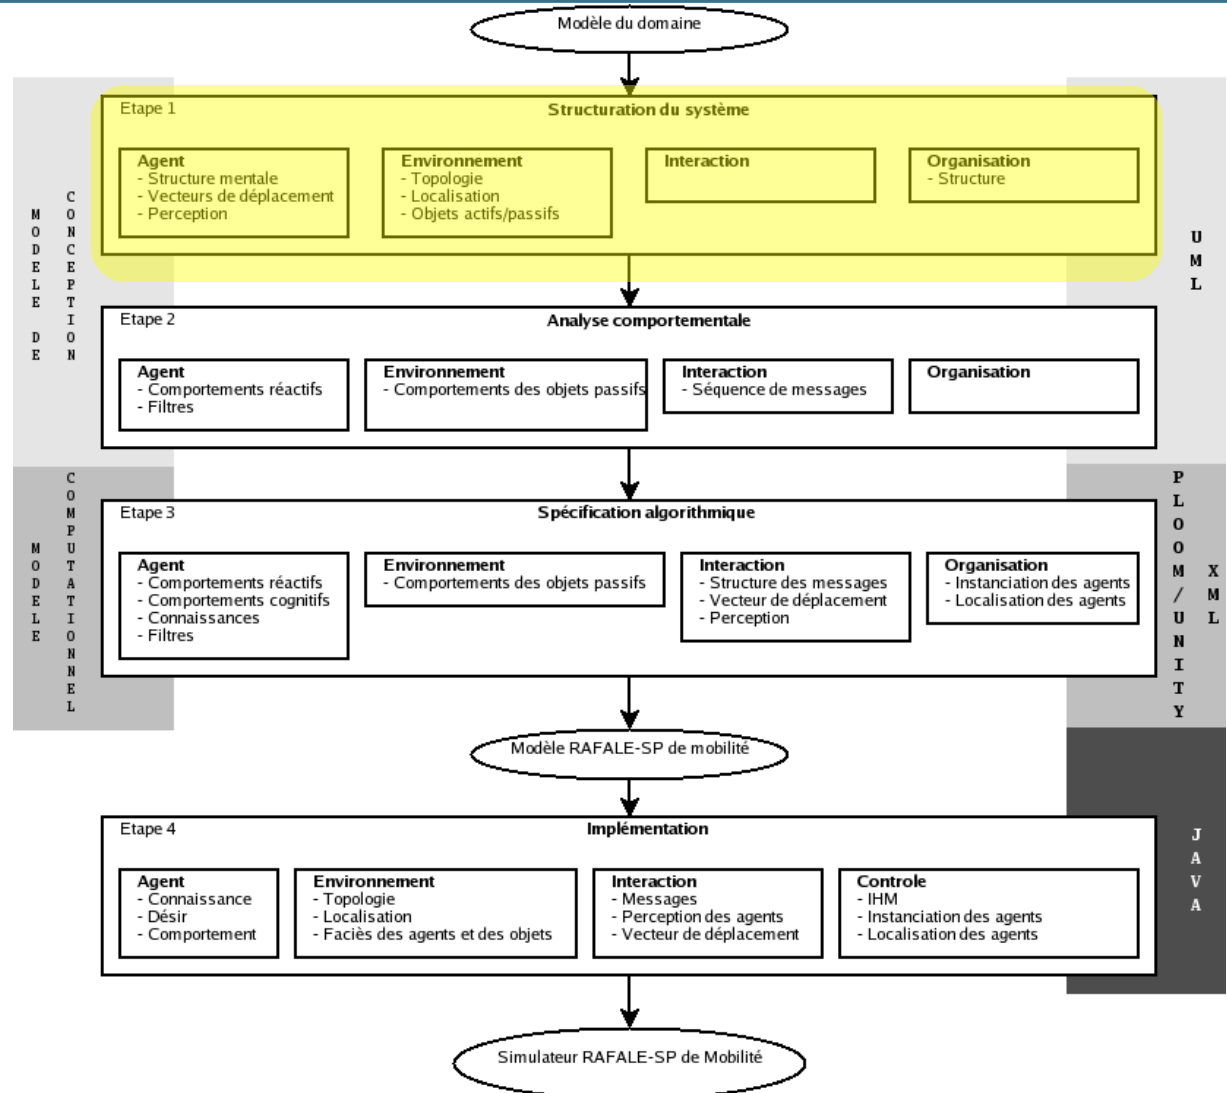 Modèle du domaine
Etape 1
Structuration du système
Agent
- Structure mentale
- Vecteurs de déplacement
- Perception
Environnement
- Topologie
- Localisation
- Objets actifs/passifs
Interaction
Organisation
- Structure
MODELE DE
CONCEPTION
UML
Etape 2
Analyse comportementale
Agent
- Comportements réactifs
- Filtres
Environnement
- Comportements des objets passifs
Interaction
- Séquence de messages
Organisation
Etape 3
Spécification algorithmique
Agent
- Comportements réactifs
- Comportements cognitifs
- Connaissances
- Filtres
Environnement
- Comportements des objets passifs
Interaction
- Structure des messages
- Vecteur de déplacement
- Perception
Organisation
- Instanciation des agents
- Localisation des agents
MODELE
COMPUTATIONNEL
PLOOM/UNITY
XML
Modèle RAFALE-SP de mobilité
Etape 4
Implémentation
Agent
- Connaissance
- Désir
- Comportement
Environnement
- Topologie
- Localisation
- Faciès des agents et des objets
Interaction
- Messages
- Perception des agents
- Vecteur de déplacement
Controle
- IHM
- Instanciation des agents
- Localisation des agents
JAVA
Simulateur RAFALE-SP de Mobilité